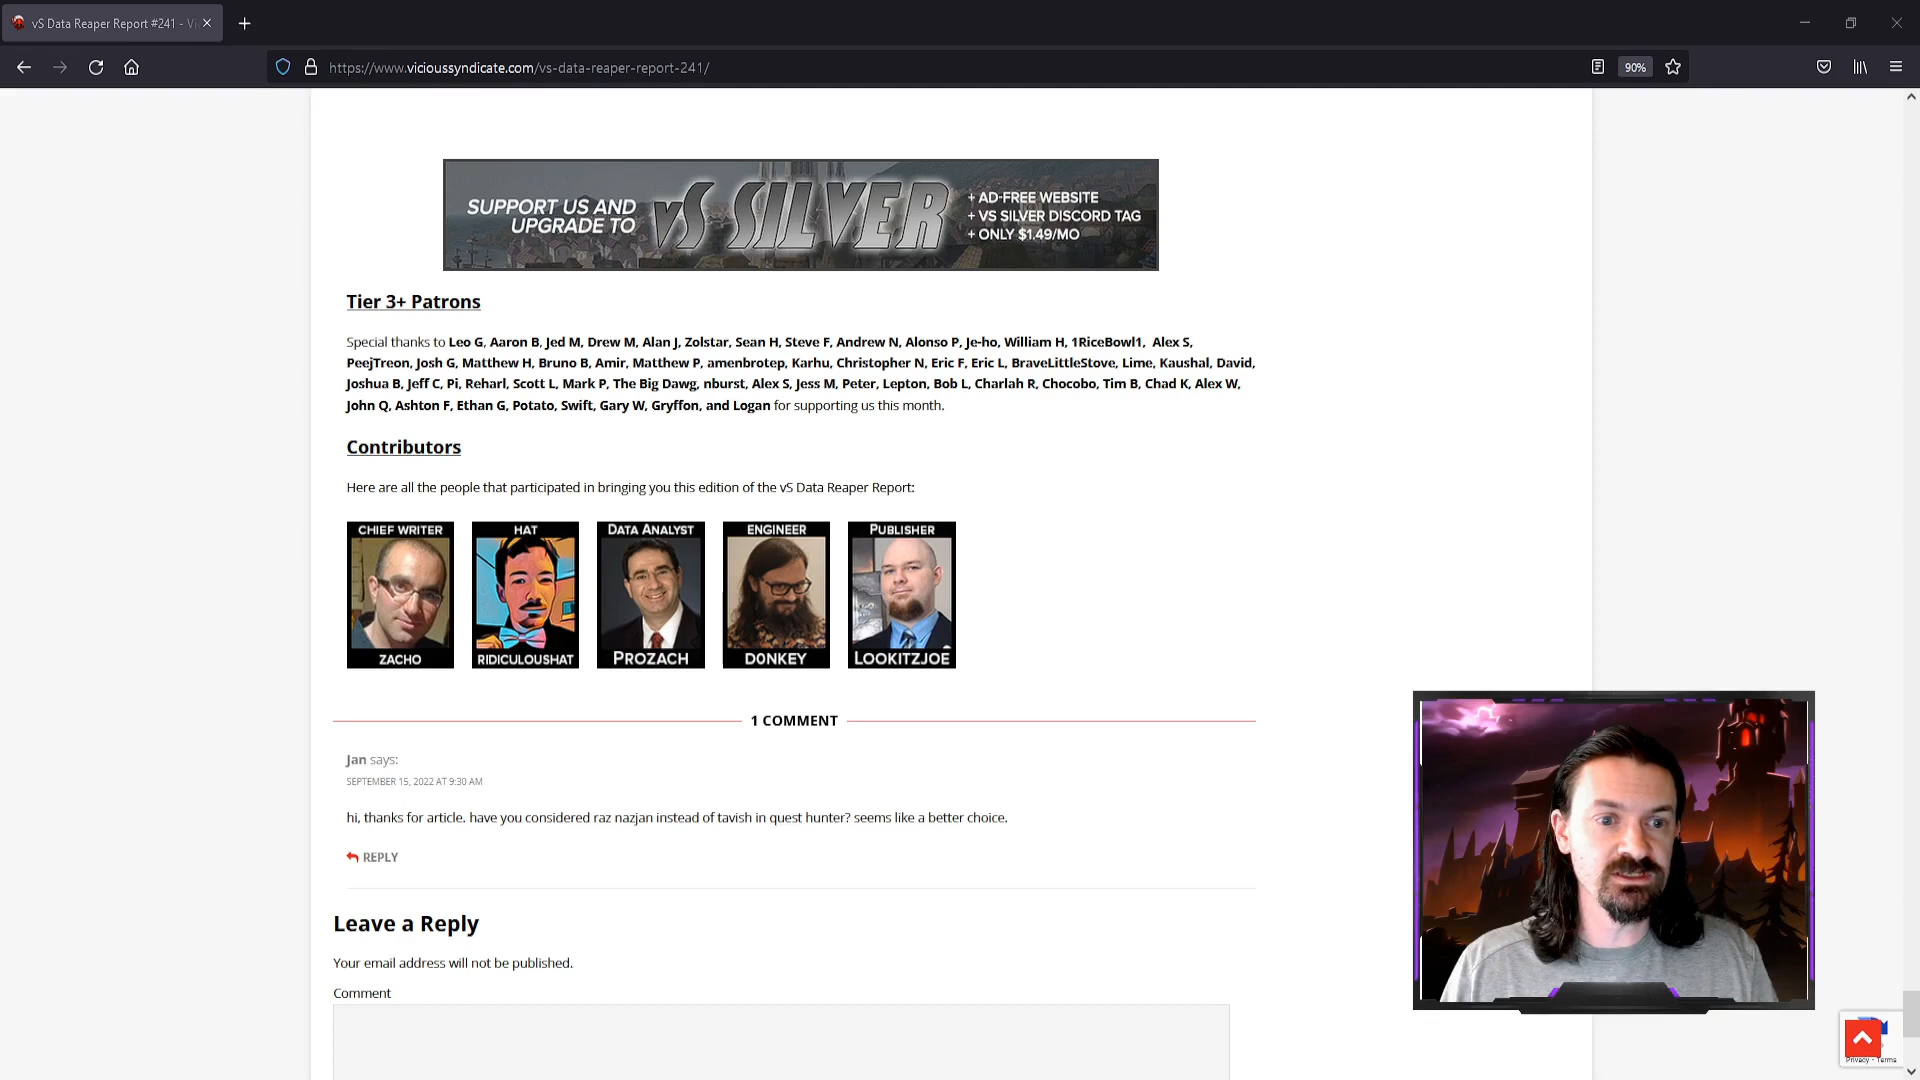 vS Data Reaper Report #241 - Vi
https://www.vicioussyndicate.com/vs-data-reaper-report-241/
90%
SUPPORT US AND
UPGRADE TO
vS SILVER
+ AD-FREE WEBSITE
+ VS SILVER DISCORD TAG
+ ONLY $1.49/MO
Tier 3+ Patrons
Special thanks to Leo G, Aaron B, Jed M, Drew M, Alan J, Zolstar, Sean H, Steve F, Andrew N, Alonso P, Je-ho, William H, 1RiceBowl1, Alex S,
PeejTreon, Josh G, Matthew H, Bruno B, Amir, Matthew P, amenbrotep, Karhu, Christopher N, Eric F, Eric L, BraveLittleStove, Lime, Kaushal, David,
Joshua B, Jeff C, Pi, Reharl, Scott L, Mark P, The Big Dawg, nburst, Alex S, Jess M, Peter, Lepton, Bob L, Charlah R, Chocobo, Tim B, Chad K, Alex W,
John Q, Ashton F, Ethan G, Potato, Swift, Gary W, Gryffon, and Logan for supporting us this month.
Contributors
Here are all the people that participated in bringing you this edition of the vS Data Reaper Report:
CHIEF WRITER
ZACHO
HAT
RIDICULOUSHAT
DATA ANALYST
PROZACH
ENGINEER
D0NKEY
PUBLISHER
LOOKITZJOE
1 COMMENT
Jan says:
SEPTEMBER 15, 2022 AT 9:30 AM
hi, thanks for article. have you considered raz nazjan instead of tavish in quest hunter? seems like a better choice.
REPLY
Leave a Reply
Your email address will not be published.
Comment
Privacy - Terms